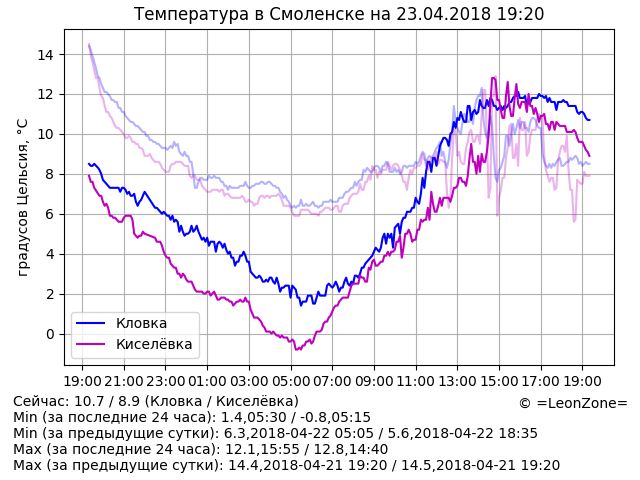 Температура в Смоленске на 23.04.2018 19:20
14
12
10
8
6
4
2
0
градусов Цельсия, °C
Кловка
Киселёвка
19:00 21:00 23:00 01:00 03:00 05:00 07:00 09:00 11:00 13:00 15:00 17:00 19:00
Сейчас: 10.7 / 8.9 (Кловка / Киселёвка)
© =LeonZone=
Min (за последние 24 часа): 1.4,05:30 / -0.8,05:15
Min (за предыдущие сутки): 6.3,2018-04-22 05:05 / 5.6,2018-04-22 18:35
Max (за последние 24 часа): 12.1,15:55 / 12.8,14:40
Max (за предыдущие сутки): 14.4,2018-04-21 19:20 / 14.5,2018-04-21 19:20